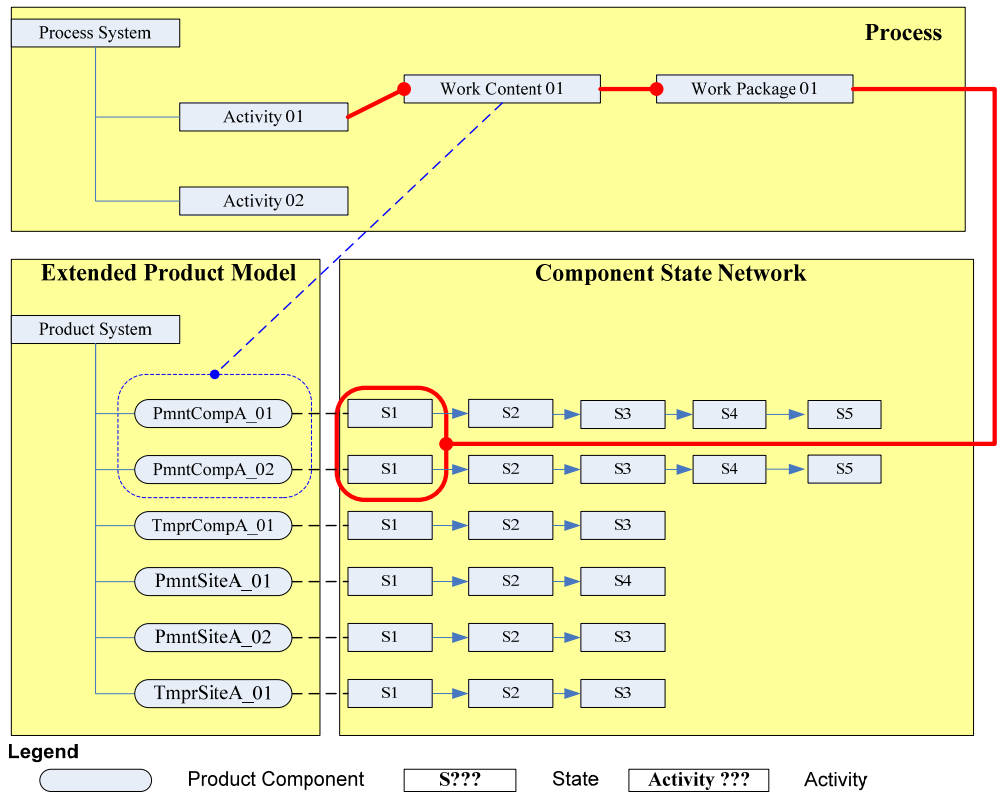 Process System
Process
Work Content 01
Work Package 01
Activity 01
Activity 02
Extended Product Model
Component State Network
Product System
PmntCompA_01
S1
S2
S3
S4
S5
PmntCompA_02
S1
S2
S3
S4
S5
TmprCompA_01
S1
S2
S3
PmntSiteA_01
S1
S2
S4
PmntSiteA_02
S1
S2
S3
TmprSiteA_01
S1
S2
S3
Legend
Product Component
S???
State
Activity ???
Activity